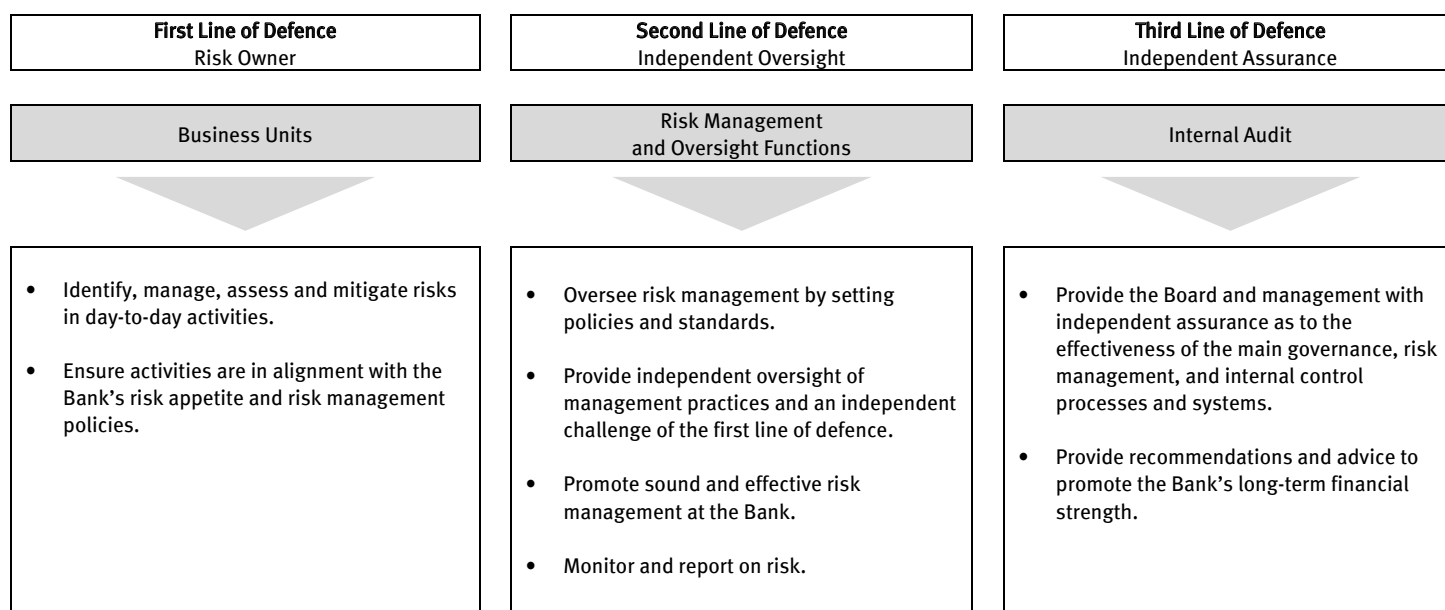 First Line of Defence
Risk Owner
Business Units
• Identify, manage, assess and mitigate risks
in day-to-day activities.
• Ensure activities are in alignment with the
Bank’s risk appetite and risk management
policies.
Second Line of Defence
Independent Oversight
Risk Management
and Oversight Functions
• Oversee risk management by setting
policies and standards.
• Provide independent oversight of
management practices and an independent
challenge of the first line of defence.
• Promote sound and effective risk
management at the Bank.
• Monitor and report on risk.
Third Line of Defence
Independent Assurance
Internal Audit
• Provide the Board and management with
independent assurance as to the
effectiveness of the main governance, risk
management, and internal control
processes and systems.
• Provide recommendations and advice to
promote the Bank’s long-term financial
strength.